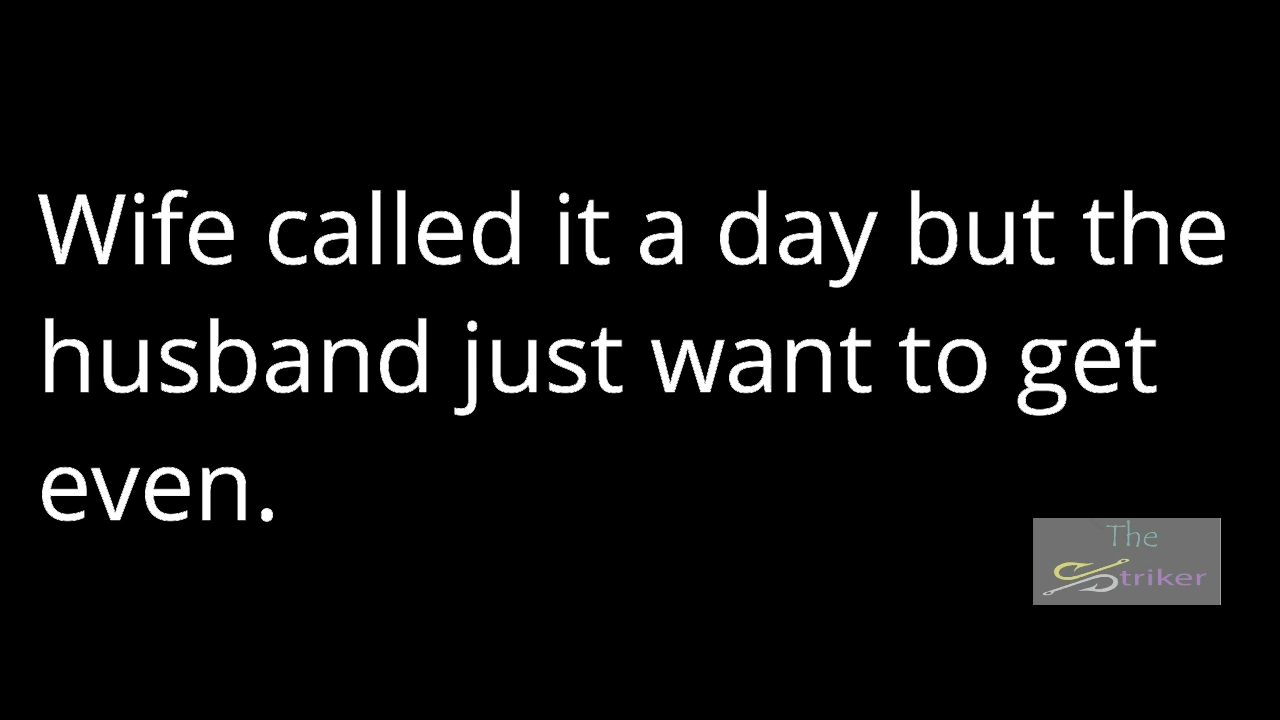 Wife called it a day but the
husband just want to get
even.
The
Striker